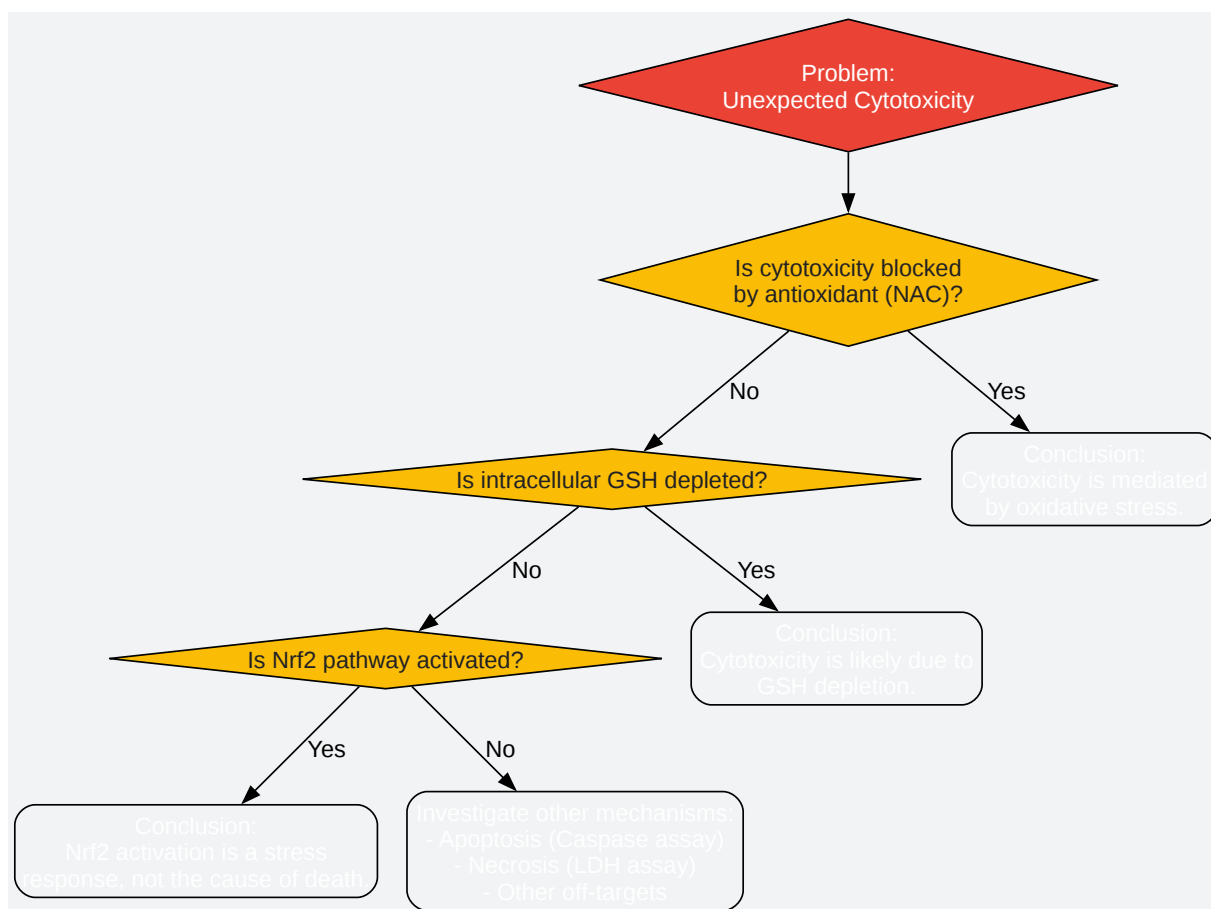 Problem:
Unexpected Cytotoxicity
Is cytotoxicity blocked
by antioxidant (NAC)?
No
Yes
Conclusion:
Cytotoxicity is mediated
by oxidative stress.
Is intracellular GSH depleted?
No
Yes
Conclusion:
Cytotoxicity is likely due to
GSH depletion.
Is Nrf2 pathway activated?
Yes
No
Conclusion:
Nrf2 activation is a stress
response, not the cause of death.
Investigate other mechanisms:
- Apoptosis (Caspase assay)
- Necrosis (LDH assay)
- Other off-targets